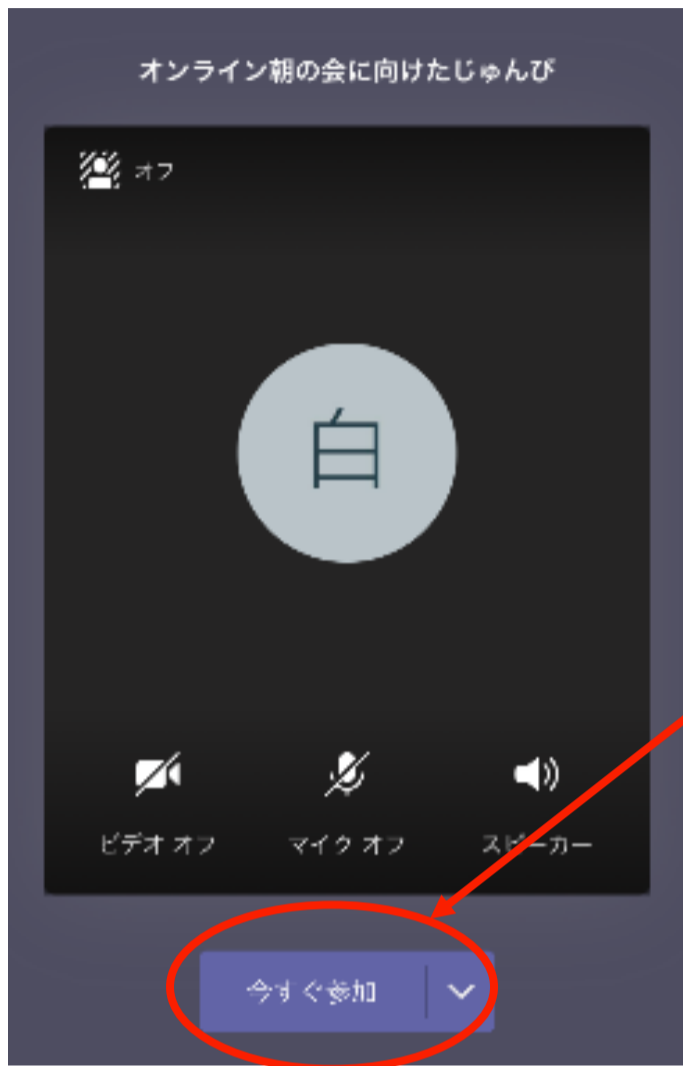 オンライン朝の会に向けたじゅんび
オフ
白
ビデオ オフ
マイク オフ
スピーカー
今すぐ参加